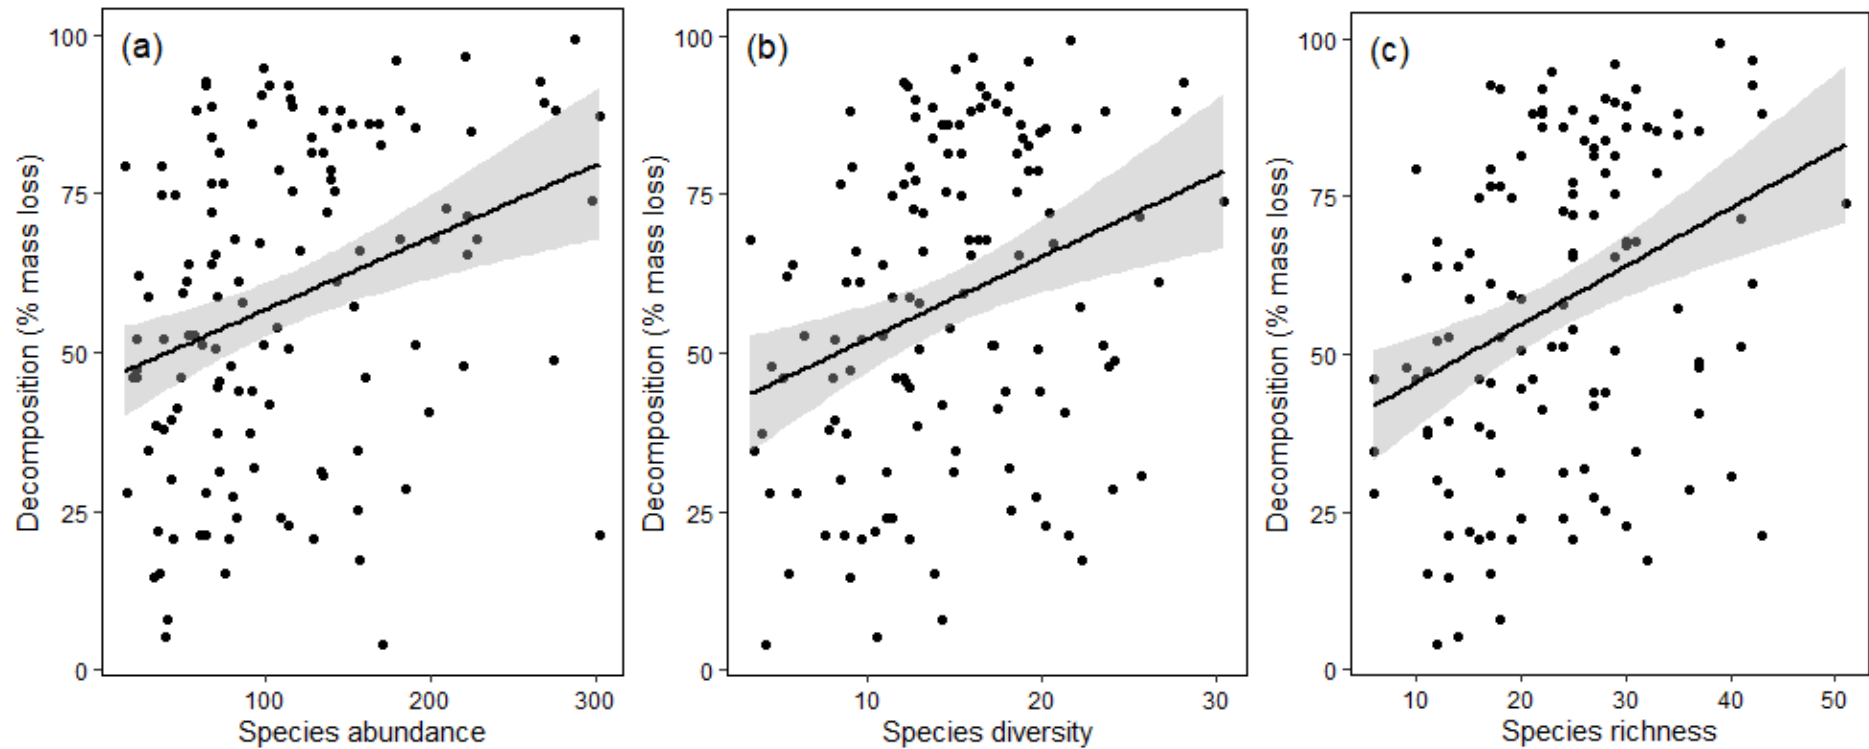 (a)
Decomposition (% mass loss)
100
75
50
25
0
100 200 300
Species abundance
(b)
Decomposition (% mass loss)
100
75
50
25
0
10 20 30
Species diversity
(c)
Decomposition (% mass loss)
100
75
50
25
0
10 20 30 40 50
Species richness